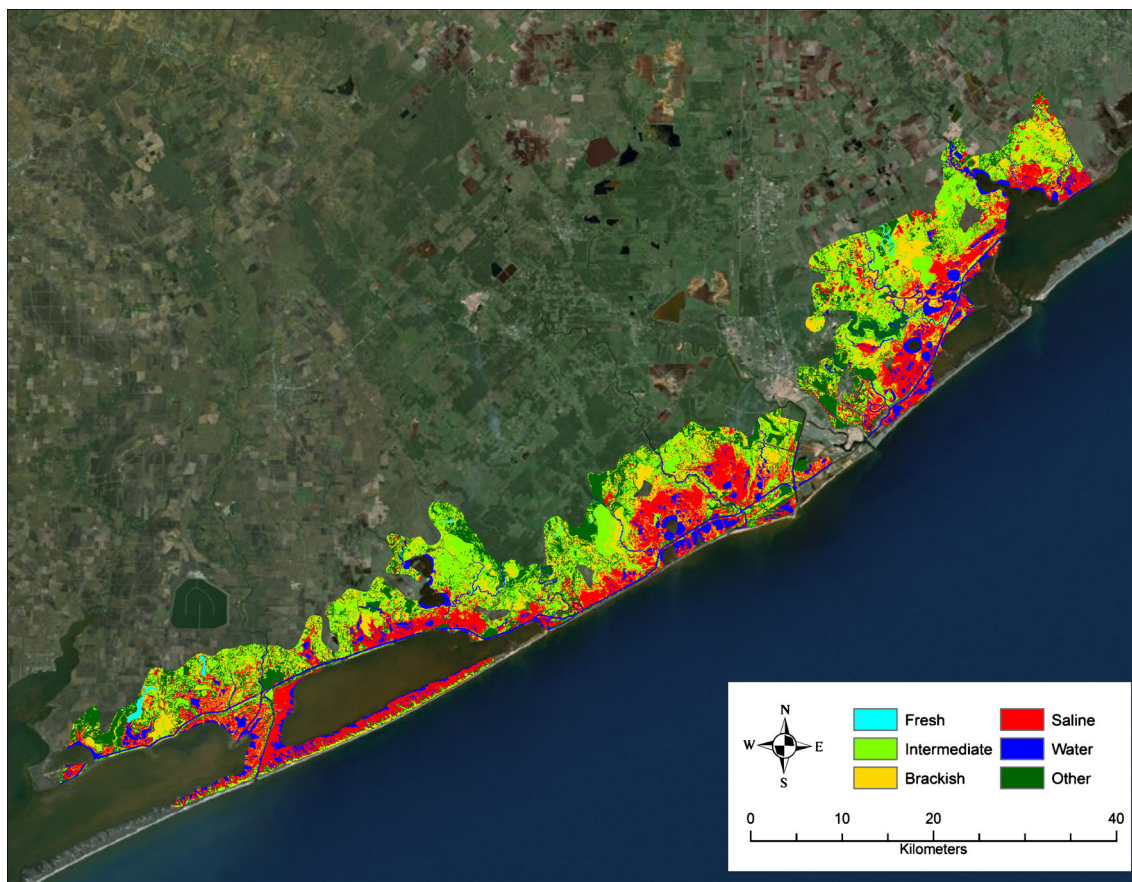 N
W E
S
Fresh
Intermediate
Brackish
Saline
Water
Other
0 10 20 40
Kilometers